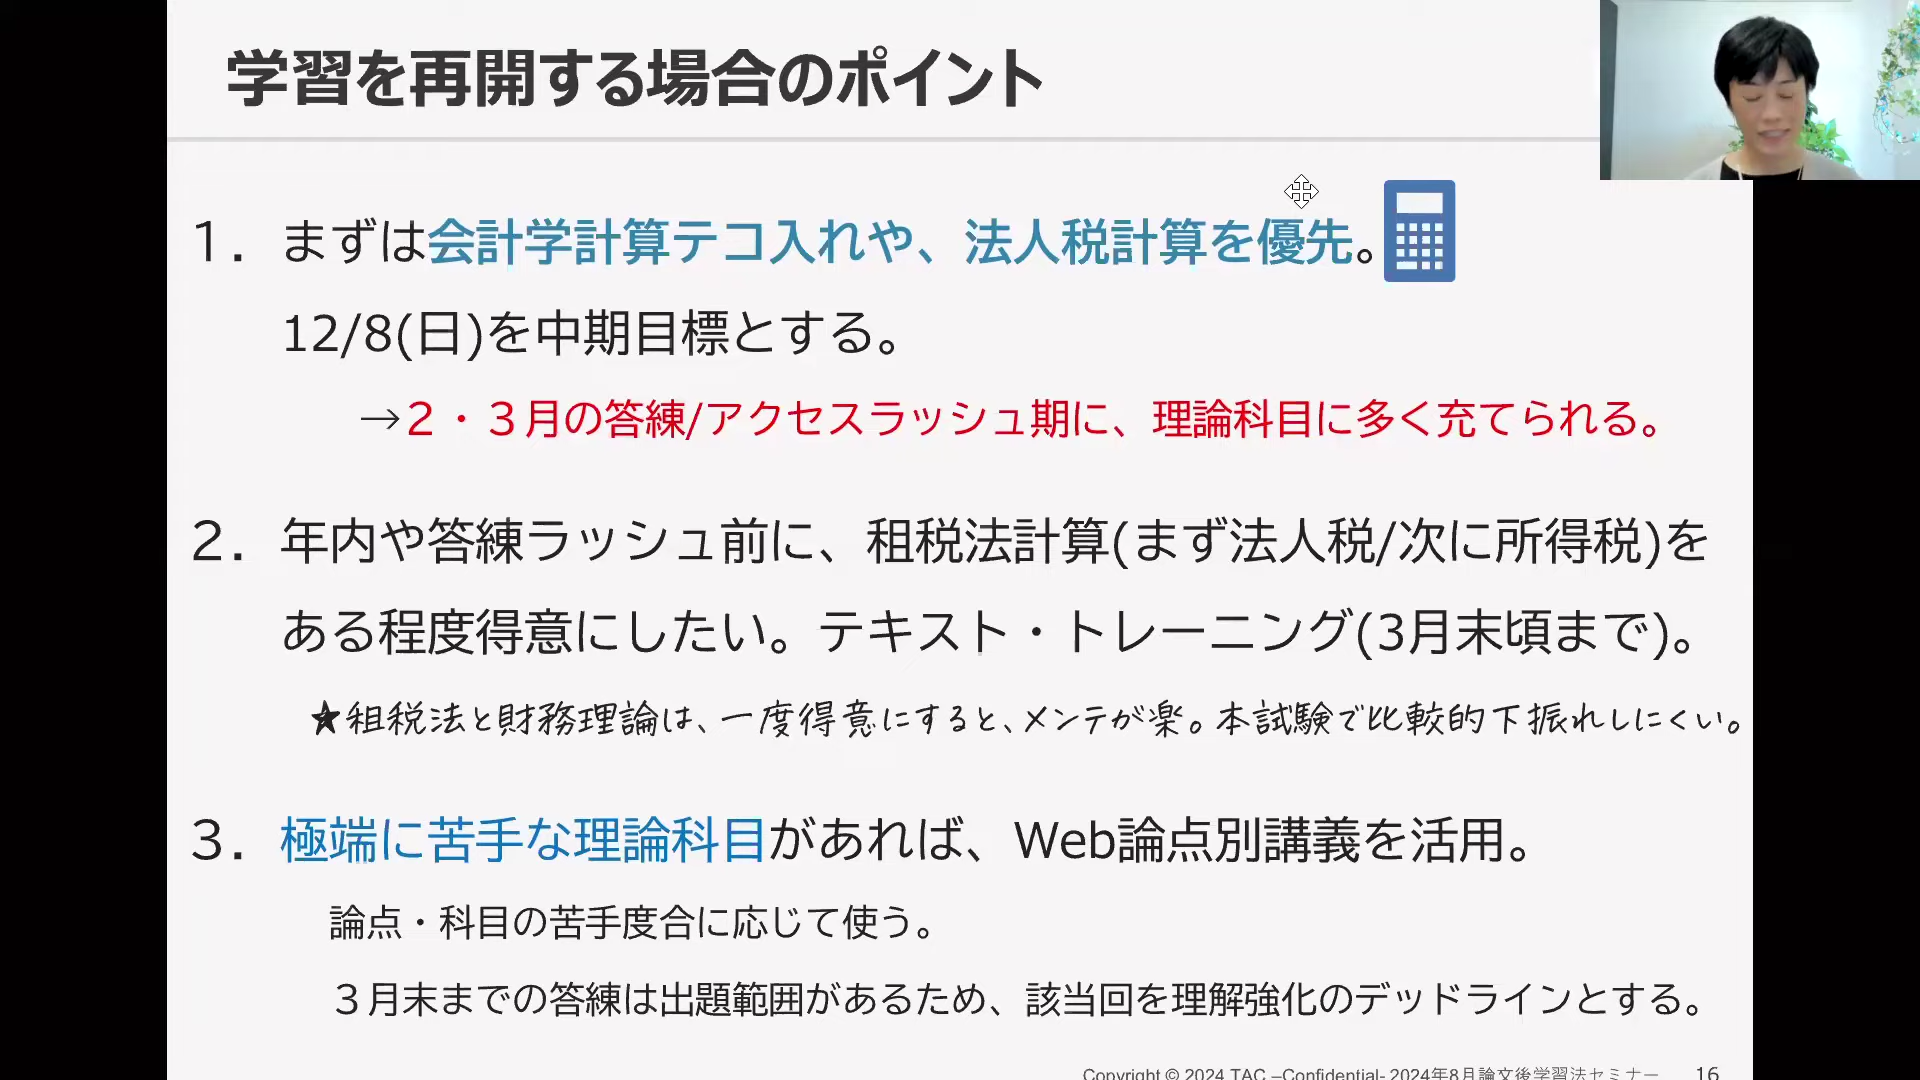 学習を再開する場合のポイント
１．まずは会計学計算テコ入れや、法人税計算を優先。
12/8(日)を中期目標とする。
→２・３月の答練/アクセスラッシュ期に、理論科目に多く充てられる。
２．年内や答練ラッシュ前に、租税法計算(まず法人税/次に所得税)を
ある程度得意にしたい。テキスト・トレーニング(3月末頃まで)。
★租税法と財務理論は、一度得意にすると、メンテが楽。本試験で比較的下振れしにくい。
３．極端に苦手な理論科目があれば、Web論点別講義を活用。
論点・科目の苦手度合に応じて使う。
３月末までの答練は出題範囲があるため、該当回を理解強化のデッドラインとする。
Copyright © 2024 TAC –Confidential- 2024年8月論文後学習法セミナー 16